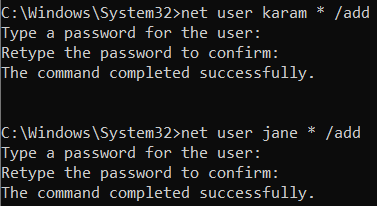 C:\Windows\System32>net user karam * /add
Type a password for the user:
Retype the password to confirm:
The command completed successfully.
C:\Windows\System32>net user jane * /add
Type a password for the user:
Retype the password to confirm:
The command completed successfully.